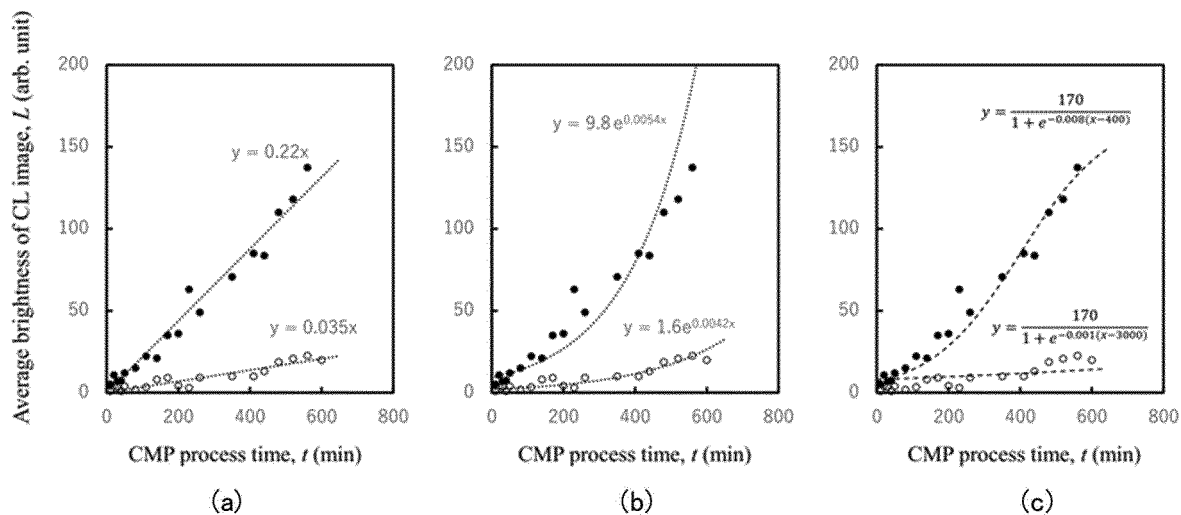 Average brightness of CL image, L (arb. unit)
200
150
100
50
0
0 200 400 600 800
y = 0.22x
y = 0.035x
CMP process time, t (min)
(a)
200
150
100
50
0
0 200 400 600 800
y = 9.8e^0.0054x
y = 1.6e^0.0042x
CMP process time, t (min)
(b)
200
150
100
50
0
0 200 400 600 800
y = 170 / 1 + e^-0.008(x-400)
y = 170 / 1 + e^-0.001(x-3000)
CMP process time, t (min)
(c)